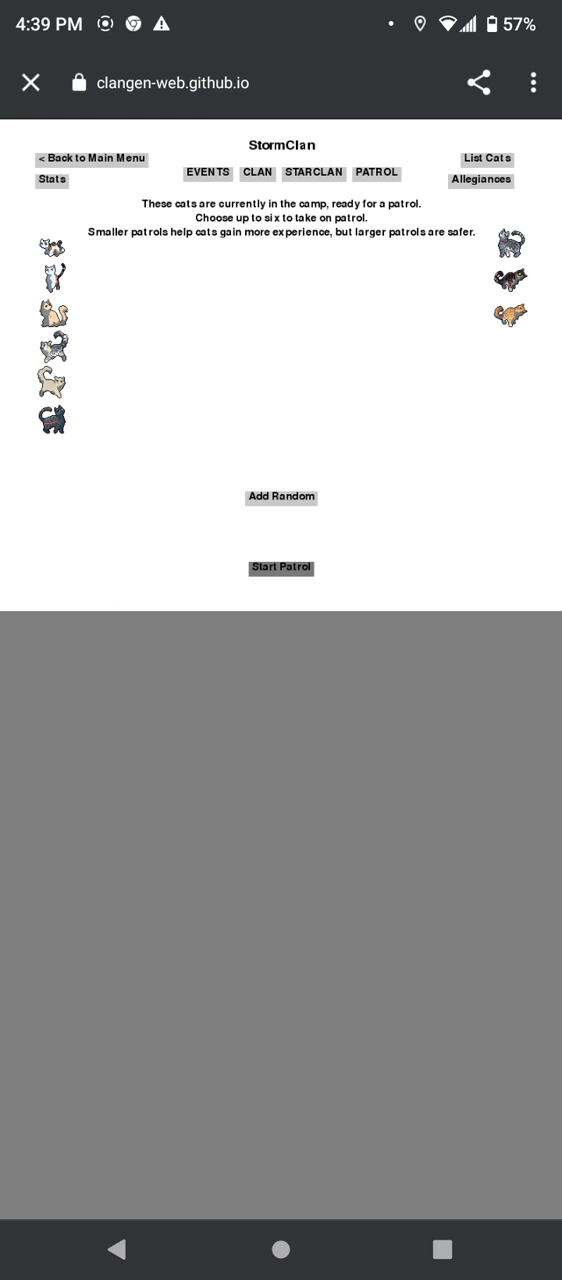 4:39 PM
57%
clangen-web.github.io
StormClan
< Back to Main Menu
List Cats
EVENTS CLAN STARCLAN PATROL
Stats
Allegiances
These cats are currently in the camp, ready for a patrol.
Choose up to six to take on patrol.
Smaller patrols help cats gain more experience, but larger patrols are safer.
Add Random
Start Patrol